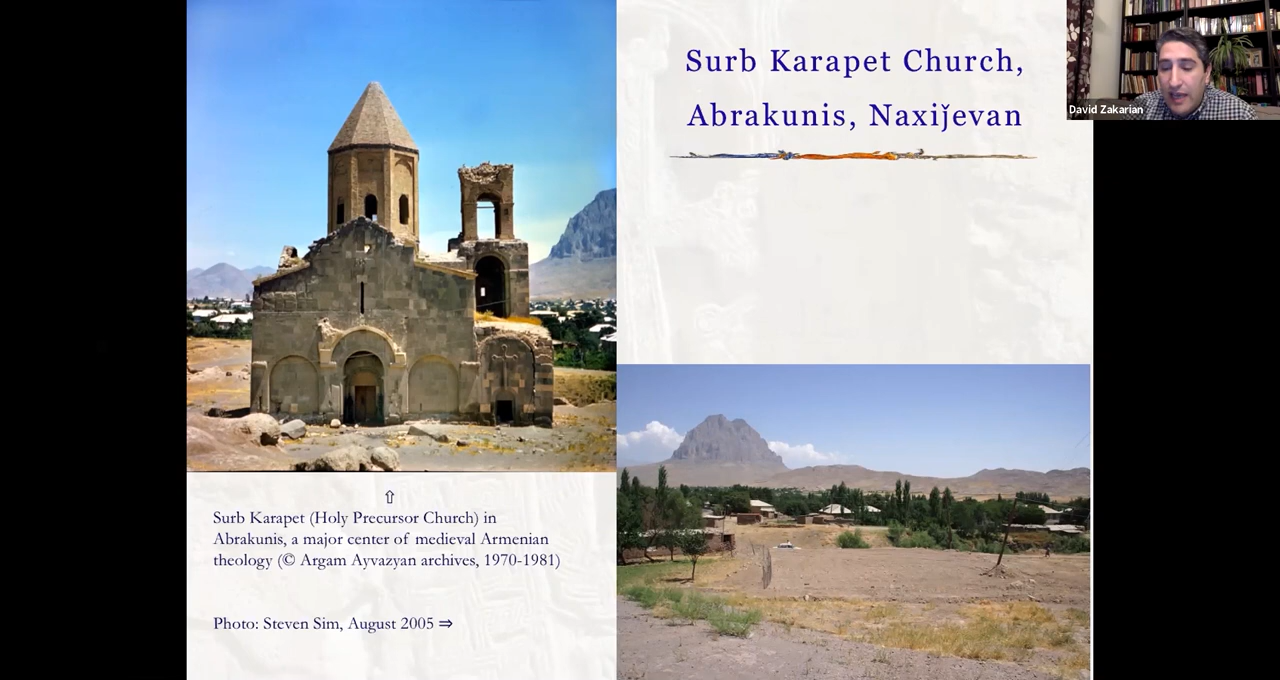 Surb Karapet Church,
Abrakunis, Naxiǰevan
David Zakarian
⇧
Surb Karapet (Holy Precursor Church) in
Abrakunis, a major center of medieval Armenian
theology (© Argam Ayvazyan archives, 1970-1981)
Photo: Steven Sim, August 2005 ⇒